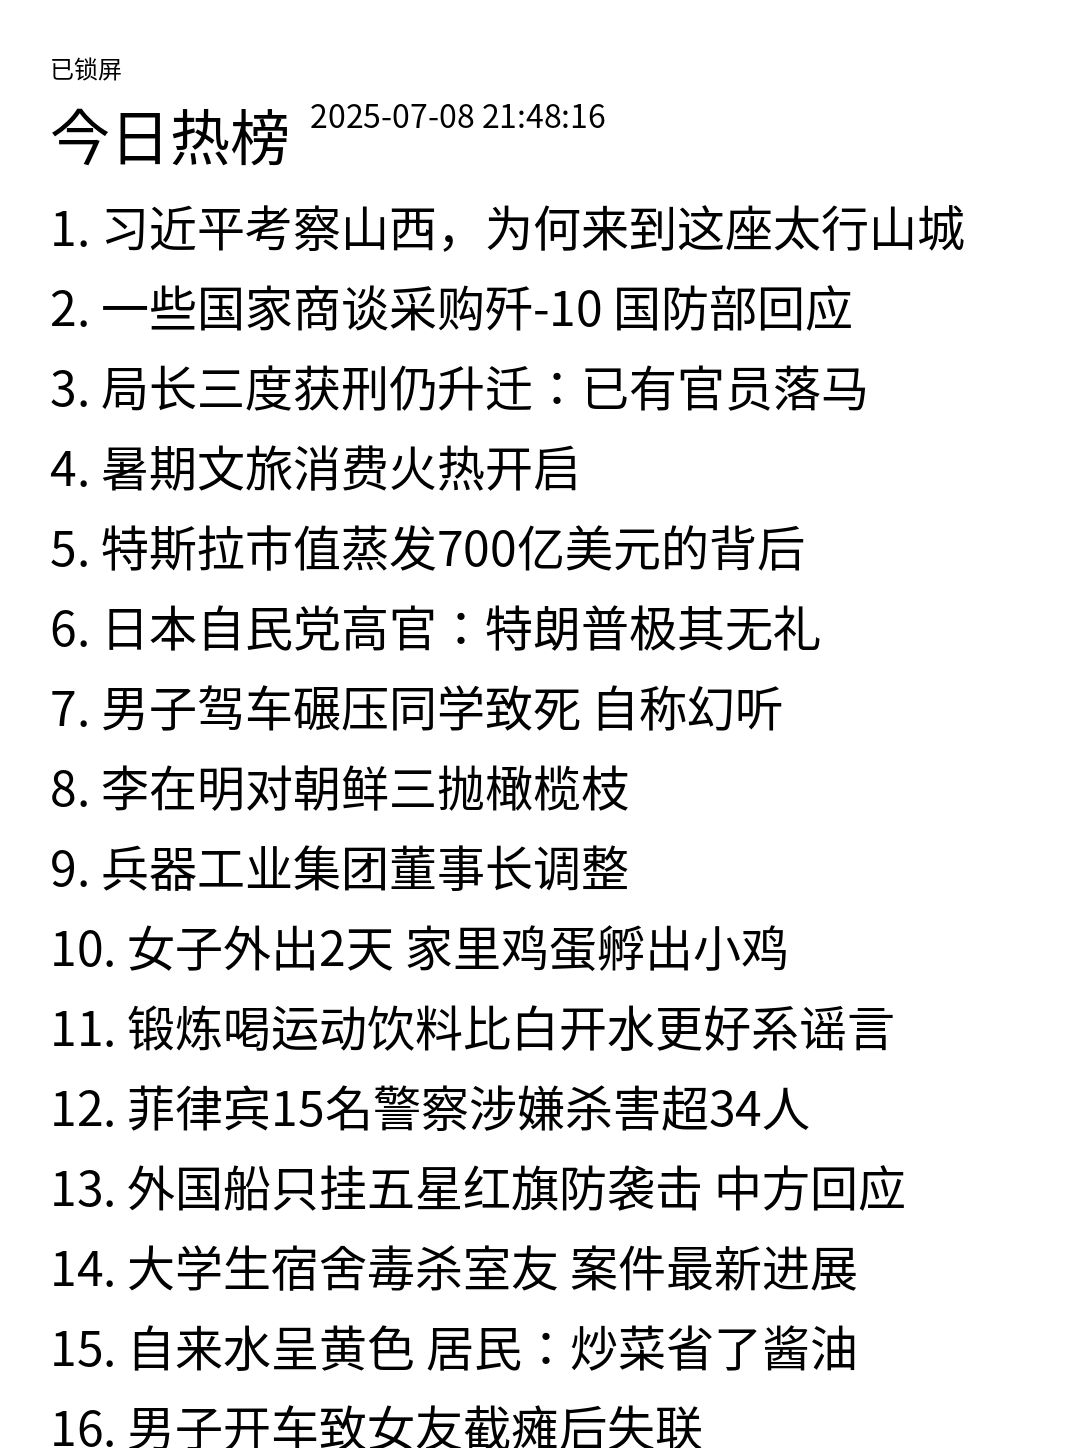 已锁屏
今日热榜 2025-07-08 21:48:16
1. 习近平考察山西，为何来到这座太行山城
2. 一些国家商谈采购歼-10 国防部回应
3. 局长三度获刑仍升迁：已有官员落马
4. 暑期文旅消费火热开启
5. 特斯拉市值蒸发700亿美元的背后
6. 日本自民党高官：特朗普极其无礼
7. 男子驾车碾压同学致死 自称幻听
8. 李在明对朝鲜三抛橄榄枝
9. 兵器工业集团董事长调整
10. 女子外出2天 家里鸡蛋孵出小鸡
11. 锻炼喝运动饮料比白开水更好系谣言
12. 菲律宾15名警察涉嫌杀害超34人
13. 外国船只挂五星红旗防袭击 中方回应
14. 大学生宿舍毒杀室友 案件最新进展
15. 自来水呈黄色 居民：炒菜省了酱油
16. 男子开车致女友截瘫后失联